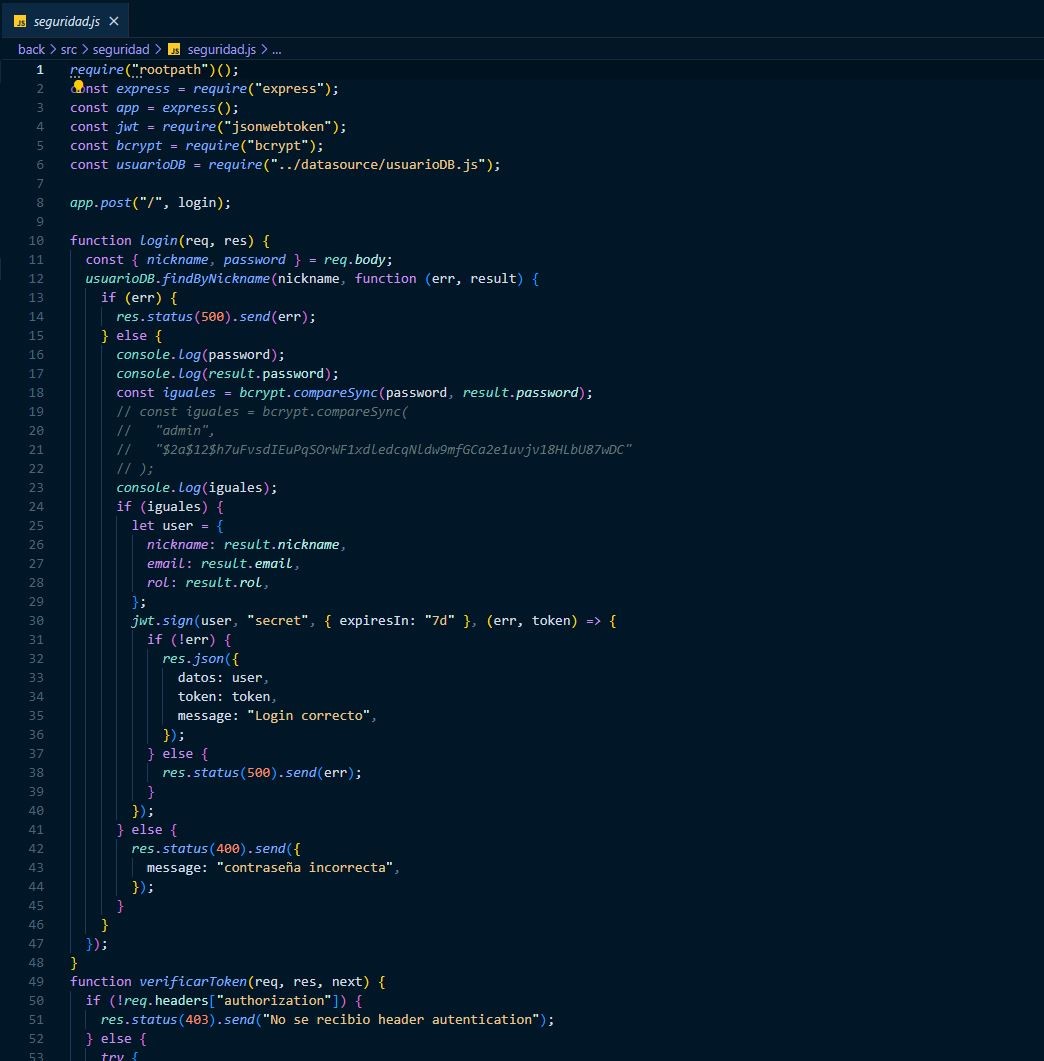 JS seguridad.js ×
back > src > seguridad > JS seguridad.js > ...
1 require("rootpath")();
2 const express = require("express");
3 const app = express();
4 const jwt = require("jsonwebtoken");
5 const bcrypt = require("bcrypt");
6 const usuarioDB = require("../datasource/usuarioDB.js");
7
8 app.post("/", login);
9
10 function login(req, res) {
11 const { nickname, password } = req.body;
12 usuarioDB.findByNickname(nickname, function (err, result) {
13 if (err) {
14 res.status(500).send(err);
15 } else {
16 console.log(password);
17 console.log(result.password);
18 const iguales = bcrypt.compareSync(password, result.password);
19 // const iguales = bcrypt.compareSync(
20 // "admin",
21 // "$2a$12$h7uFvsdIEuPqSOrWF1xdledcqNldw9mfGCa2e1uvjv18HLbU87wDC"
22 // );
23 console.log(iguales);
24 if (iguales) {
25 let user = {
26 nickname: result.nickname,
27 email: result.email,
28 rol: result.rol,
29 };
30 jwt.sign(user, "secret", { expiresIn: "7d" }, (err, token) => {
31 if (!err) {
32 res.json({
33 datos: user,
34 token: token,
35 message: "Login correcto",
36 });
37 } else {
38 res.status(500).send(err);
39 }
40 });
41 } else {
42 res.status(400).send({
43 message: "contraseña incorrecta",
44 });
45 }
46 }
47 });
48 }
49 function verificarToken(req, res, next) {
50 if (!req.headers["authorization"]) {
51 res.status(403).send("No se recibio header autentication");
52 } else {
53 try {